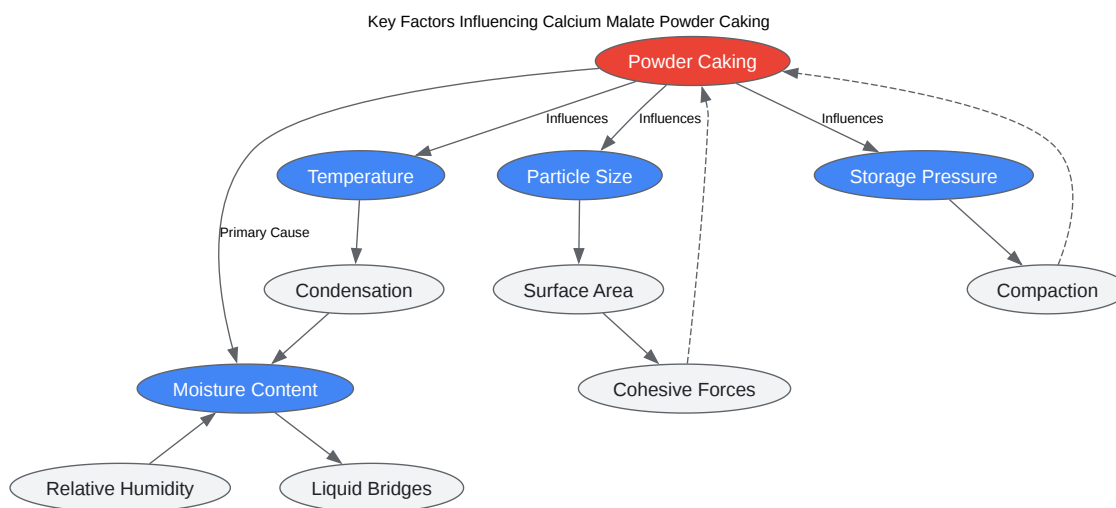 Key Factors Influencing Calcium Malate Powder Caking
Powder Caking
Influences
Influences
Influences
Temperature
Particle Size
Storage Pressure
Primary Cause
Condensation
Surface Area
Compaction
Moisture Content
Cohesive Forces
Relative Humidity
Liquid Bridges